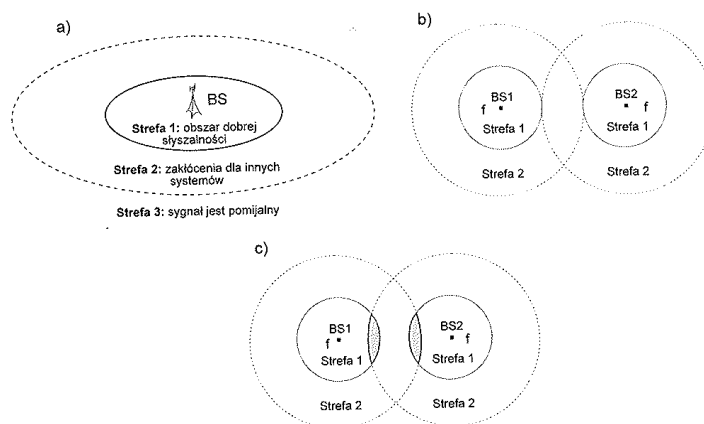 a)
BS
Strefa 1: obszar dobrej
słyszalności
Strefa 2: zakłócenia dla innych
systemów
Strefa 3: sygnał jest pomijalny
b)
BS1
f
Strefa 1
Strefa 2
BS2
f
Strefa 1
Strefa 2
c)
BS1
f
Strefa 1
Strefa 2
BS2
f
Strefa 1
Strefa 2